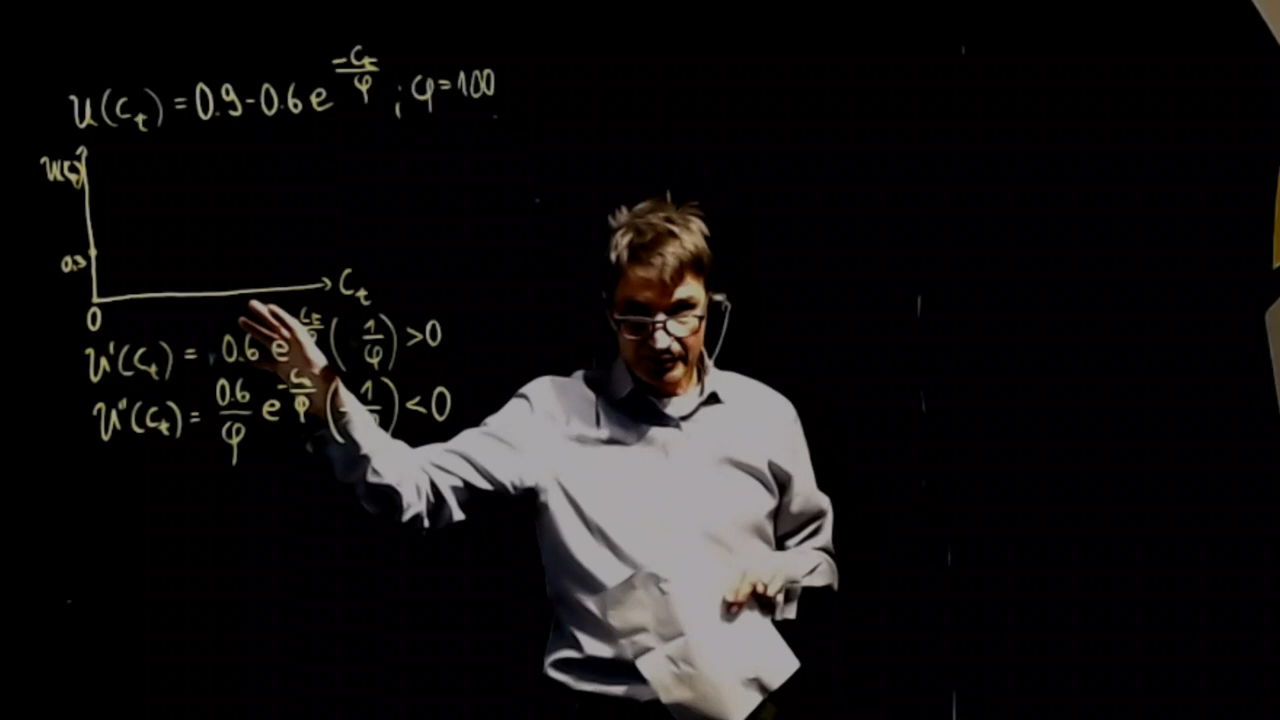 u(c_t) = 0.9 - 0.6 e^{-c_t/φ} ; φ = 100
u(c_t)
0.3
c_t
0
u'(c_t) = 0.6 e (1/φ) > 0
u''(c_t) = 0.6/φ e^{-c_t/φ} (-1/φ) < 0